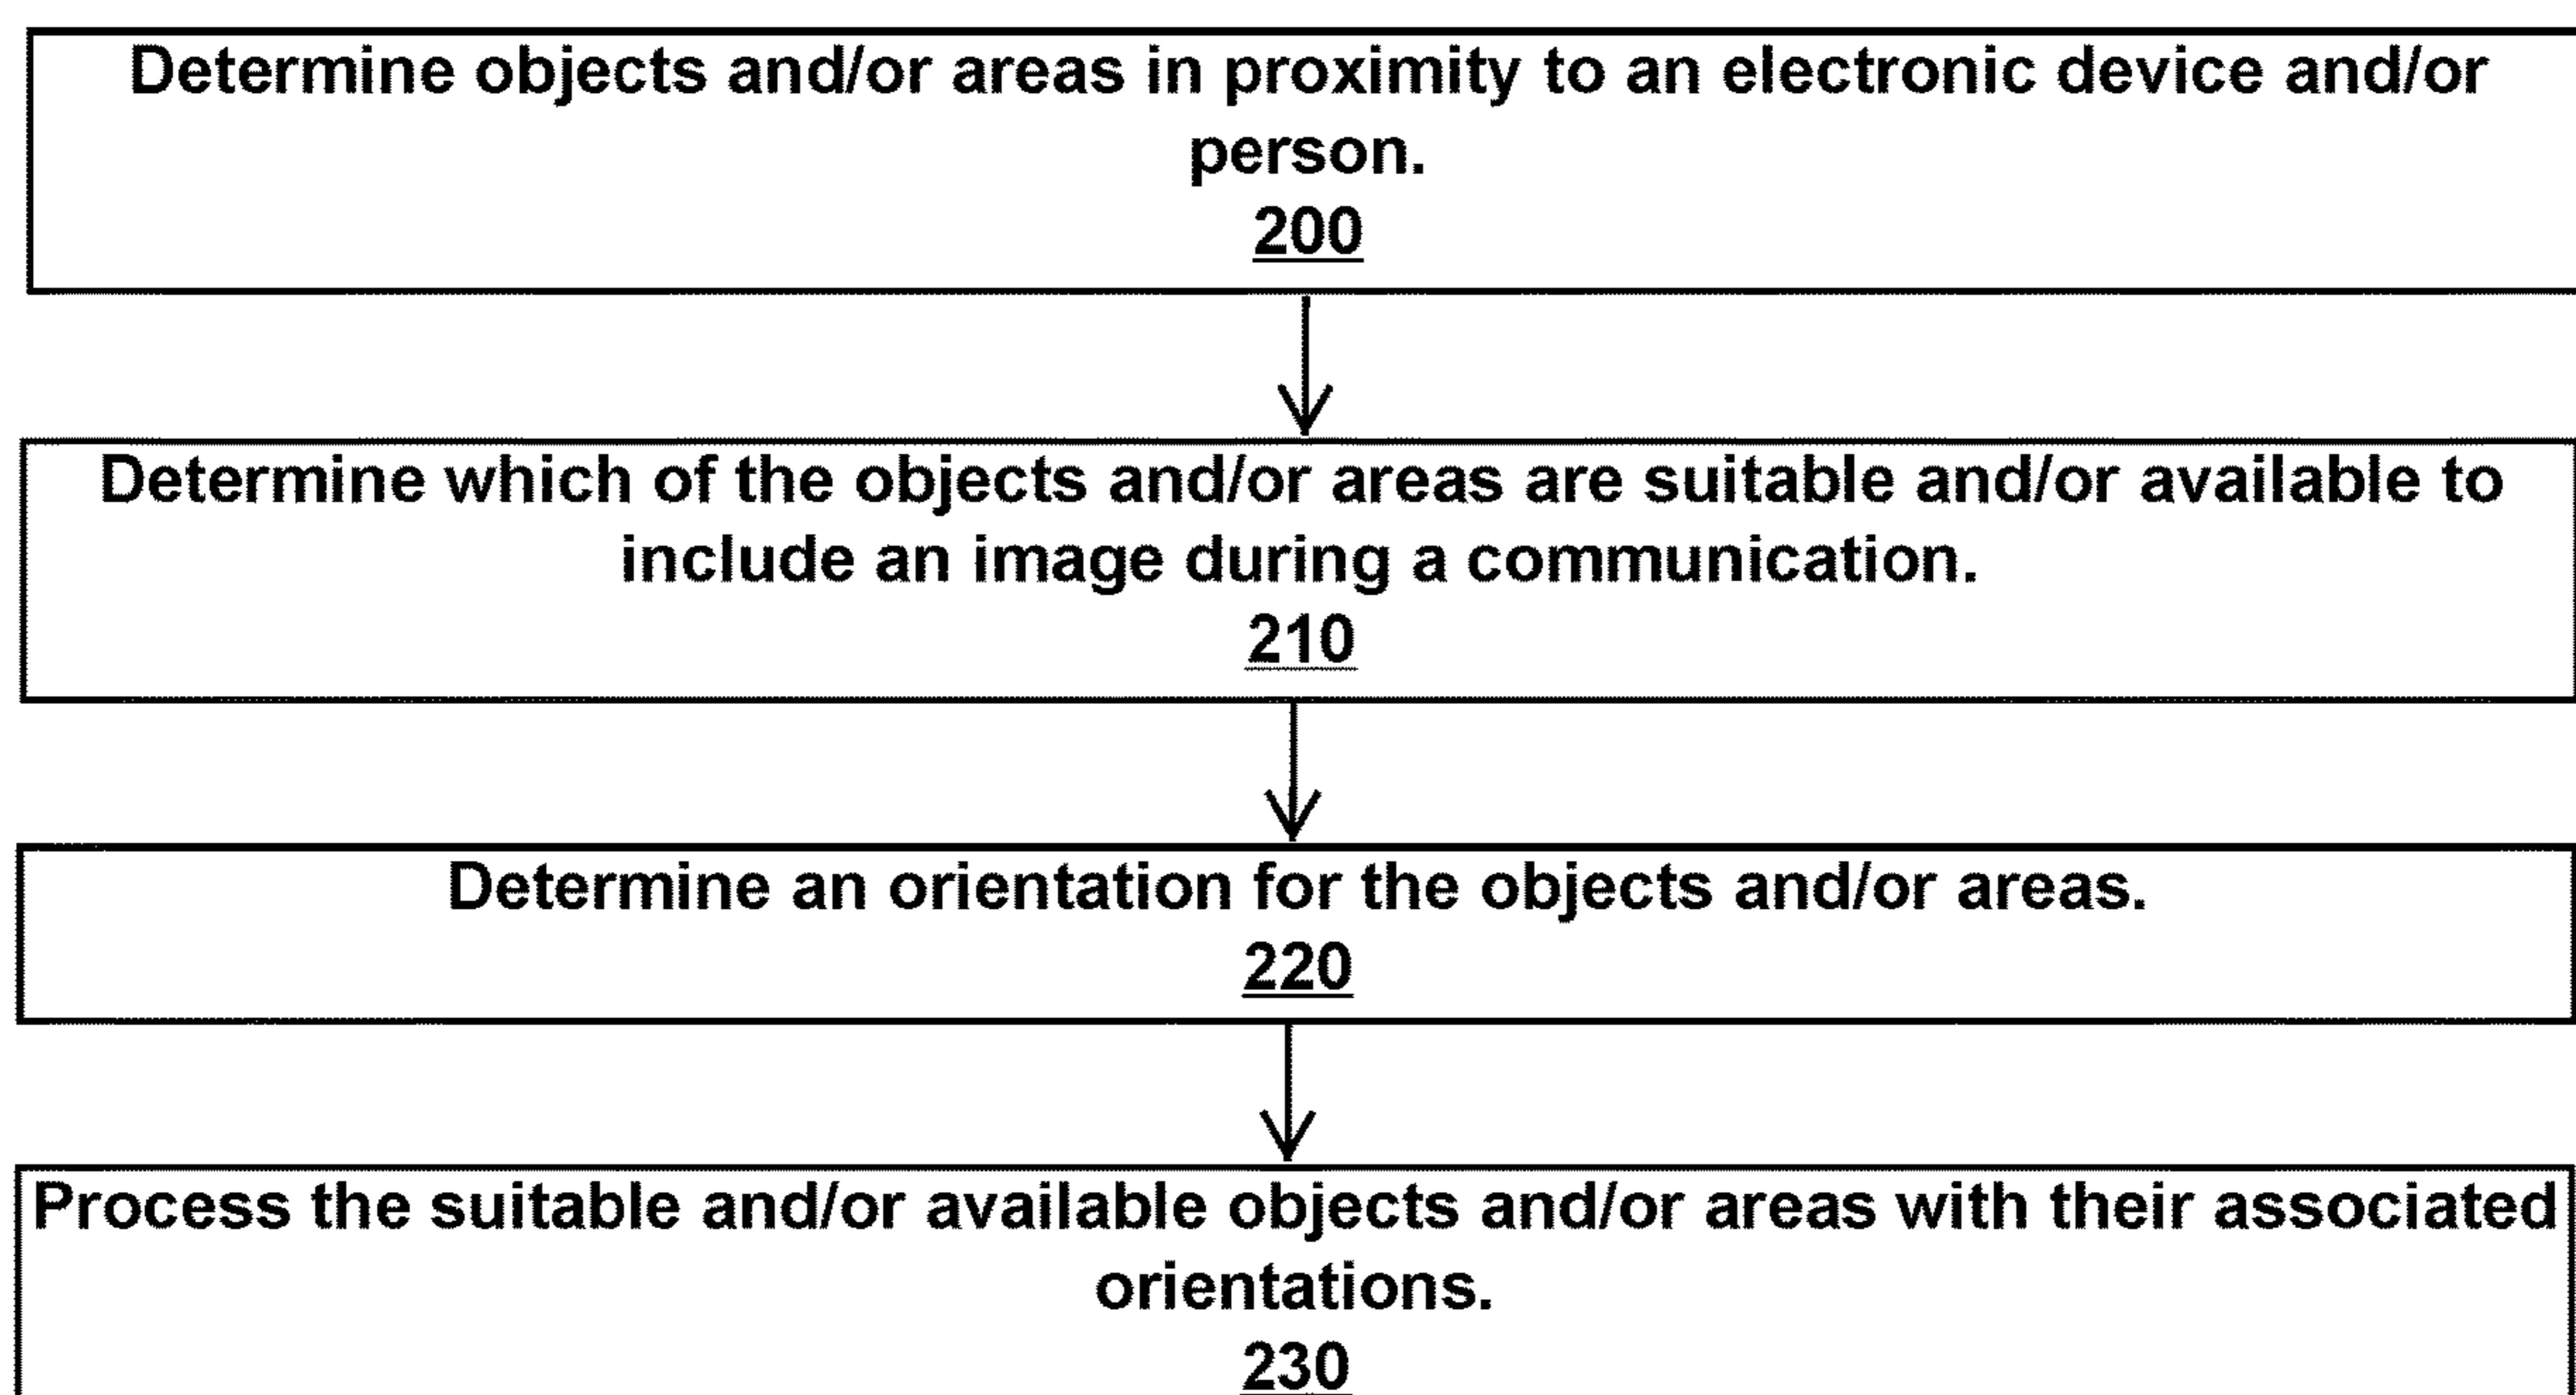 Determine objects and/or areas in proximity to an electronic device and/or
person.
200
Determine which of the objects and/or areas are suitable and/or available to
include an image during a communication.
210
Determine an orientation for the objects and/or areas.
220
Process the suitable and/or available objects and/or areas with their associated
orientations.
230